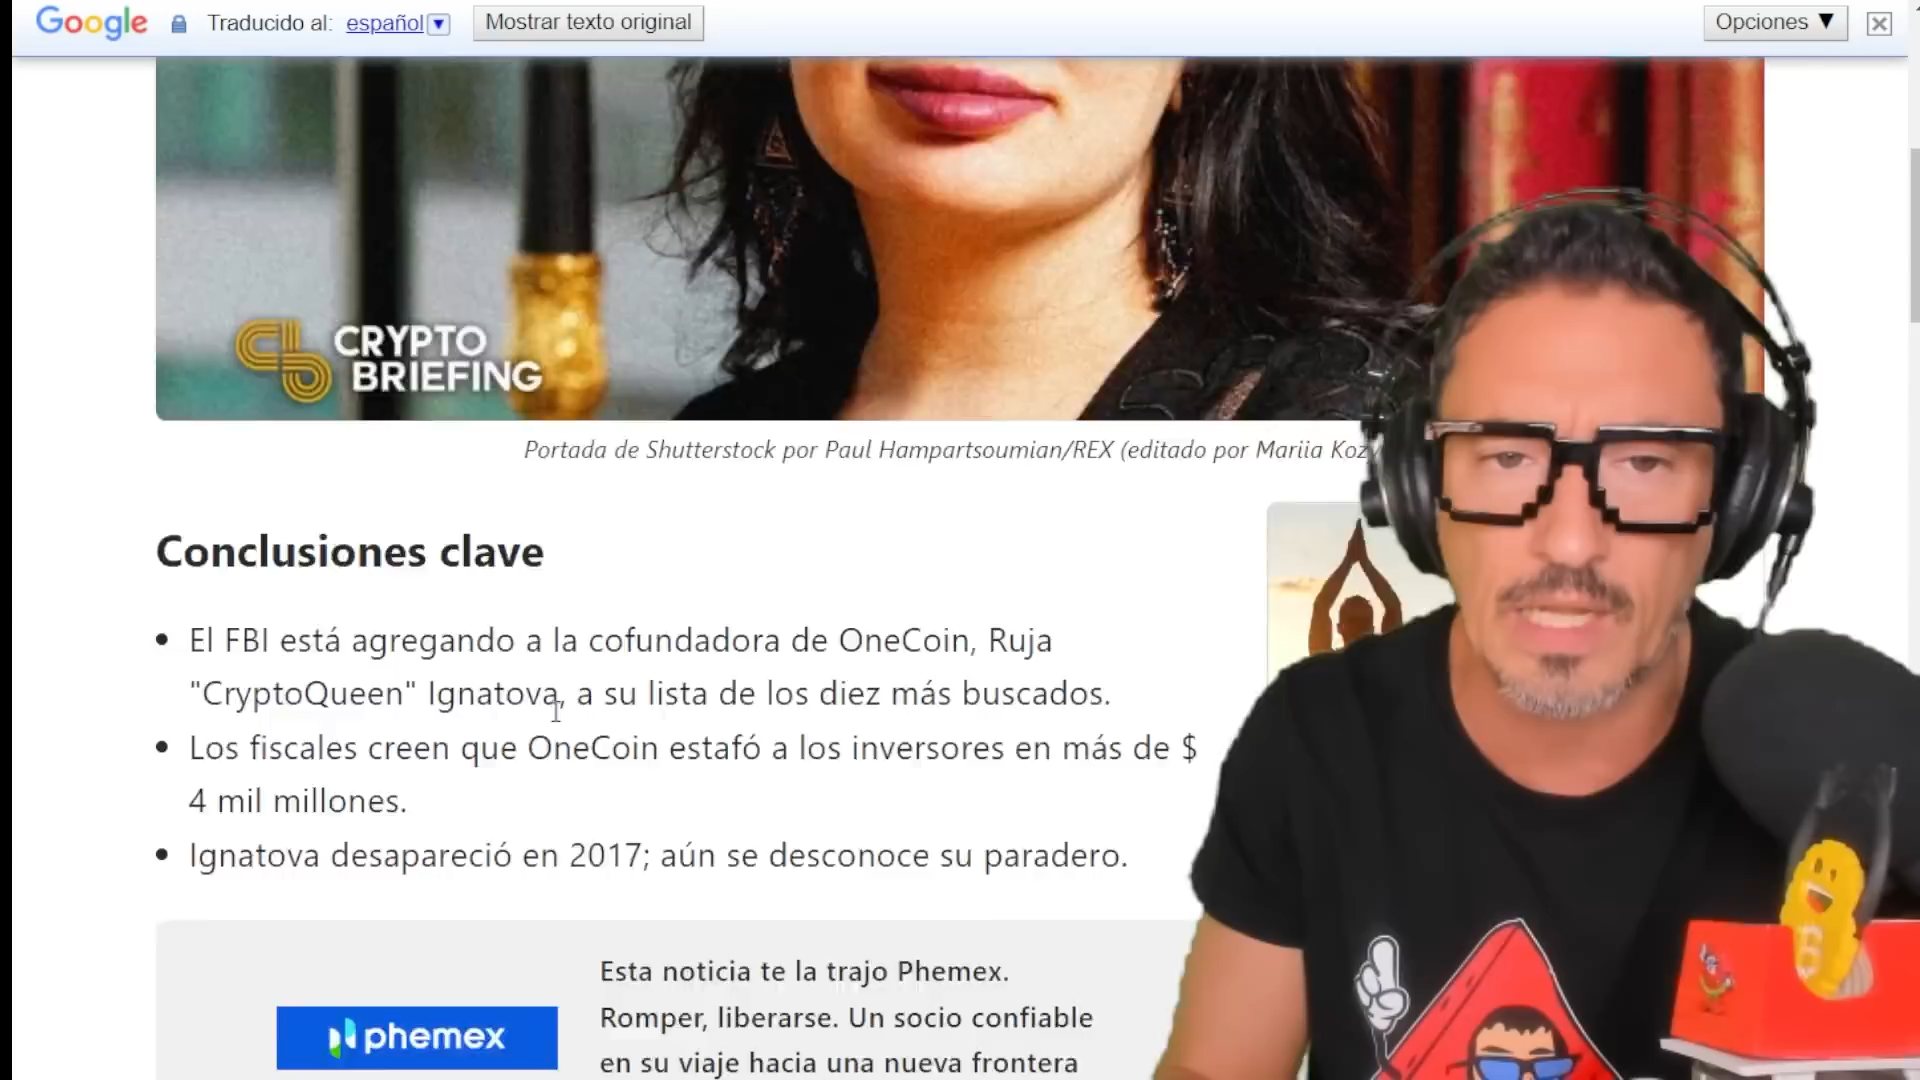 Google Traducido al: español Mostrar texto original Opciones ▼
CRYPTO
BRIEFING
Portada de Shutterstock por Paul Hampartsoumian/REX (editado por Mariia
Conclusiones clave
• El FBI está agregando a la cofundadora de OneCoin, Ruja
"CryptoQueen" Ignatova, a su lista de los diez más buscados.
• Los fiscales creen que OneCoin estafó a los inversores en más de $
4 mil millones.
• Ignatova desapareció en 2017; aún se desconoce su paradero.
Esta noticia te la trajo Phemex.
phemex
Romper, liberarse. Un socio confiable
en su viaje hacia una nueva frontera